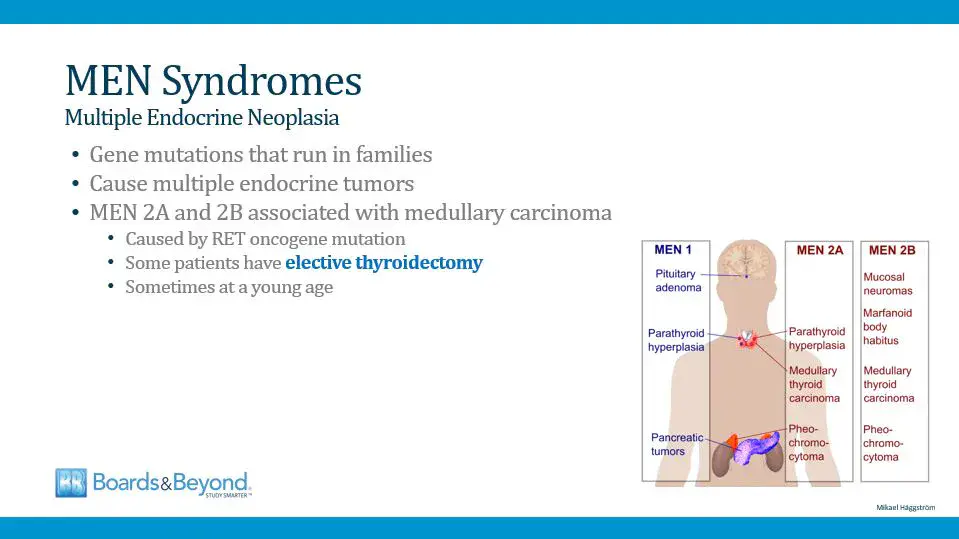 MEN Syndromes
Multiple Endocrine Neoplasia
• Gene mutations that run in families
• Cause multiple endocrine tumors
• MEN 2A and 2B associated with medullary carcinoma
• Caused by RET oncogene mutation
• Some patients have elective thyroidectomy
• Sometimes at a young age
MEN 1
Pituitary
adenoma
Parathyroid
hyperplasia
Pancreatic
tumors
MEN 2A
Parathyroid
hyperplasia
Medullary
thyroid
carcinoma
Pheo-
chromo-
cytoma
MEN 2B
Mucosal
neuromas
Marfanoid
body
habitus
Medullary
thyroid
carcinoma
Pheo-
chromo-
cytoma
BB Boards&Beyond.
STUDY SMARTER™
Mikael Häggström